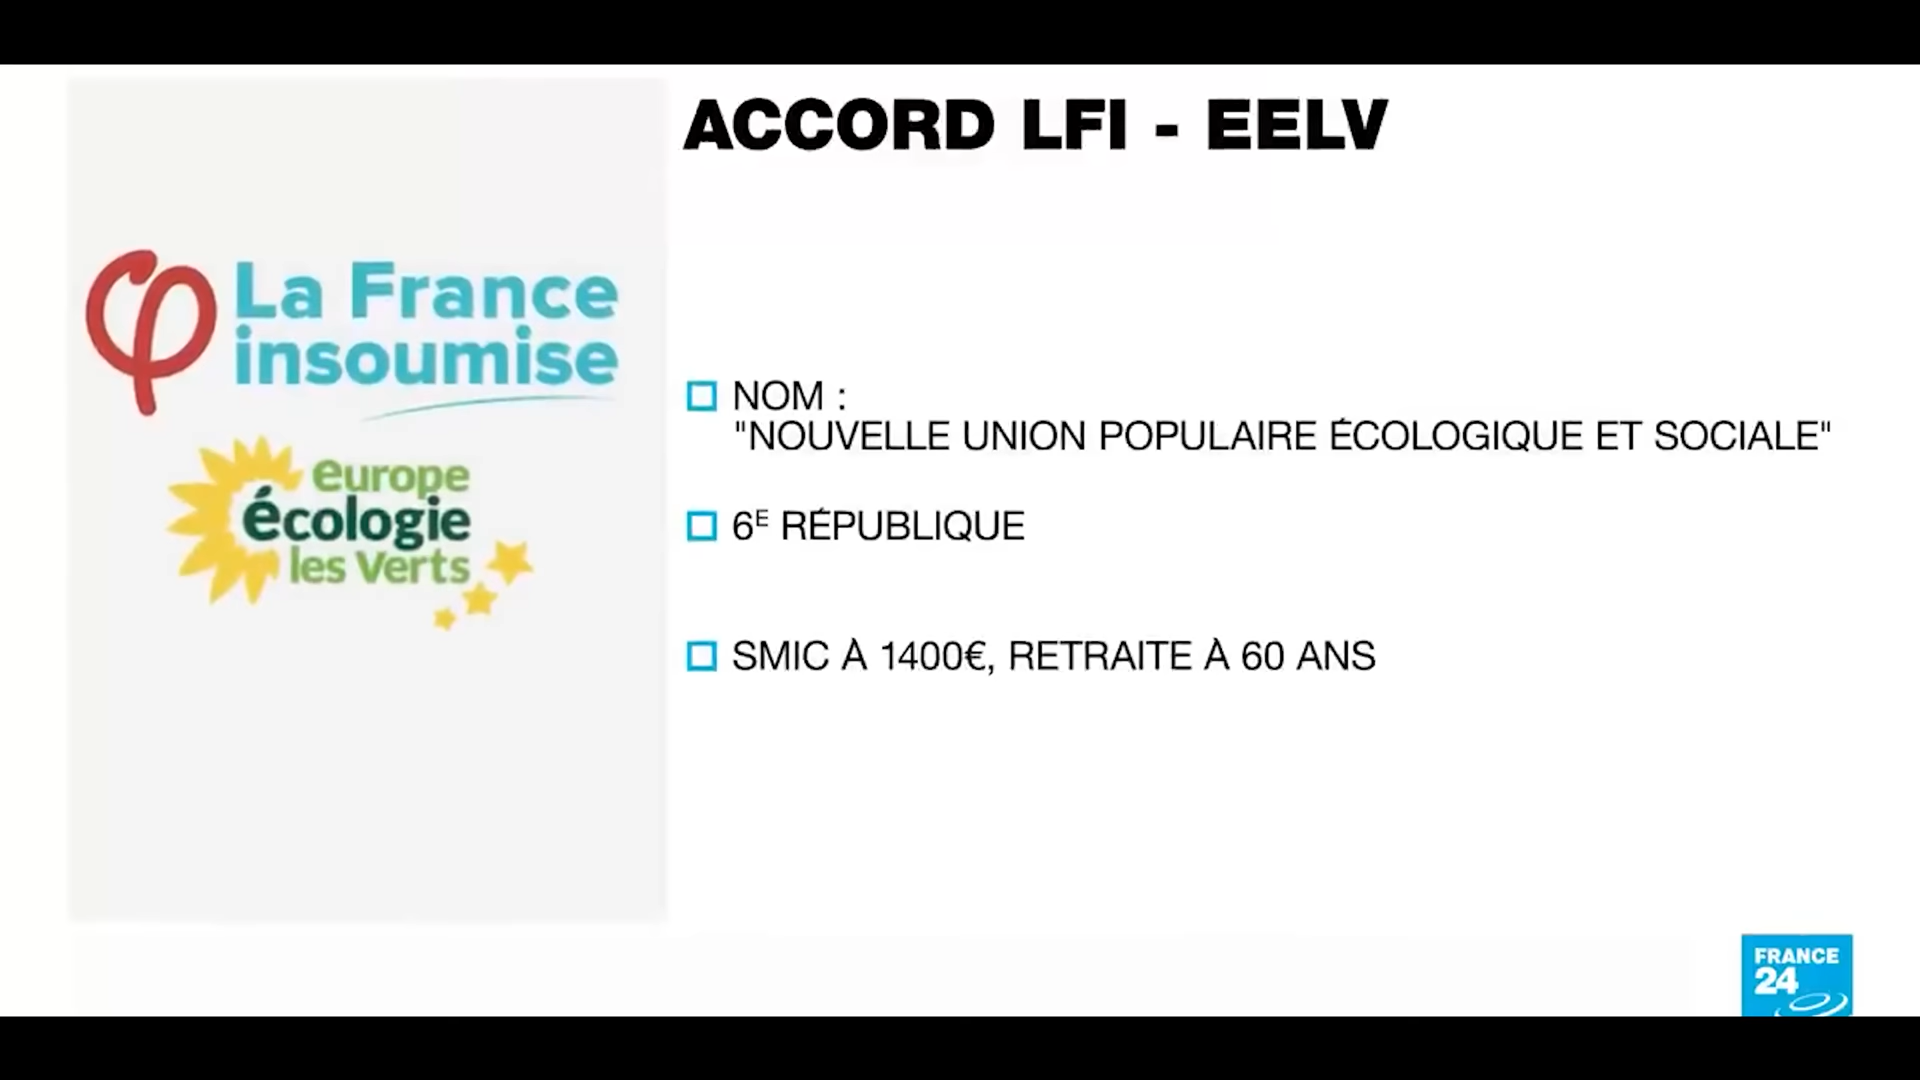 ACCORD LFI - EELV
La France
insoumise
europe
écologie
les verts
NOM :
"NOUVELLE UNION POPULAIRE ÉCOLOGIQUE ET SOCIALE"
6E RÉPUBLIQUE
SMIC À 1400€, RETRAITE À 60 ANS
FRANCE
24